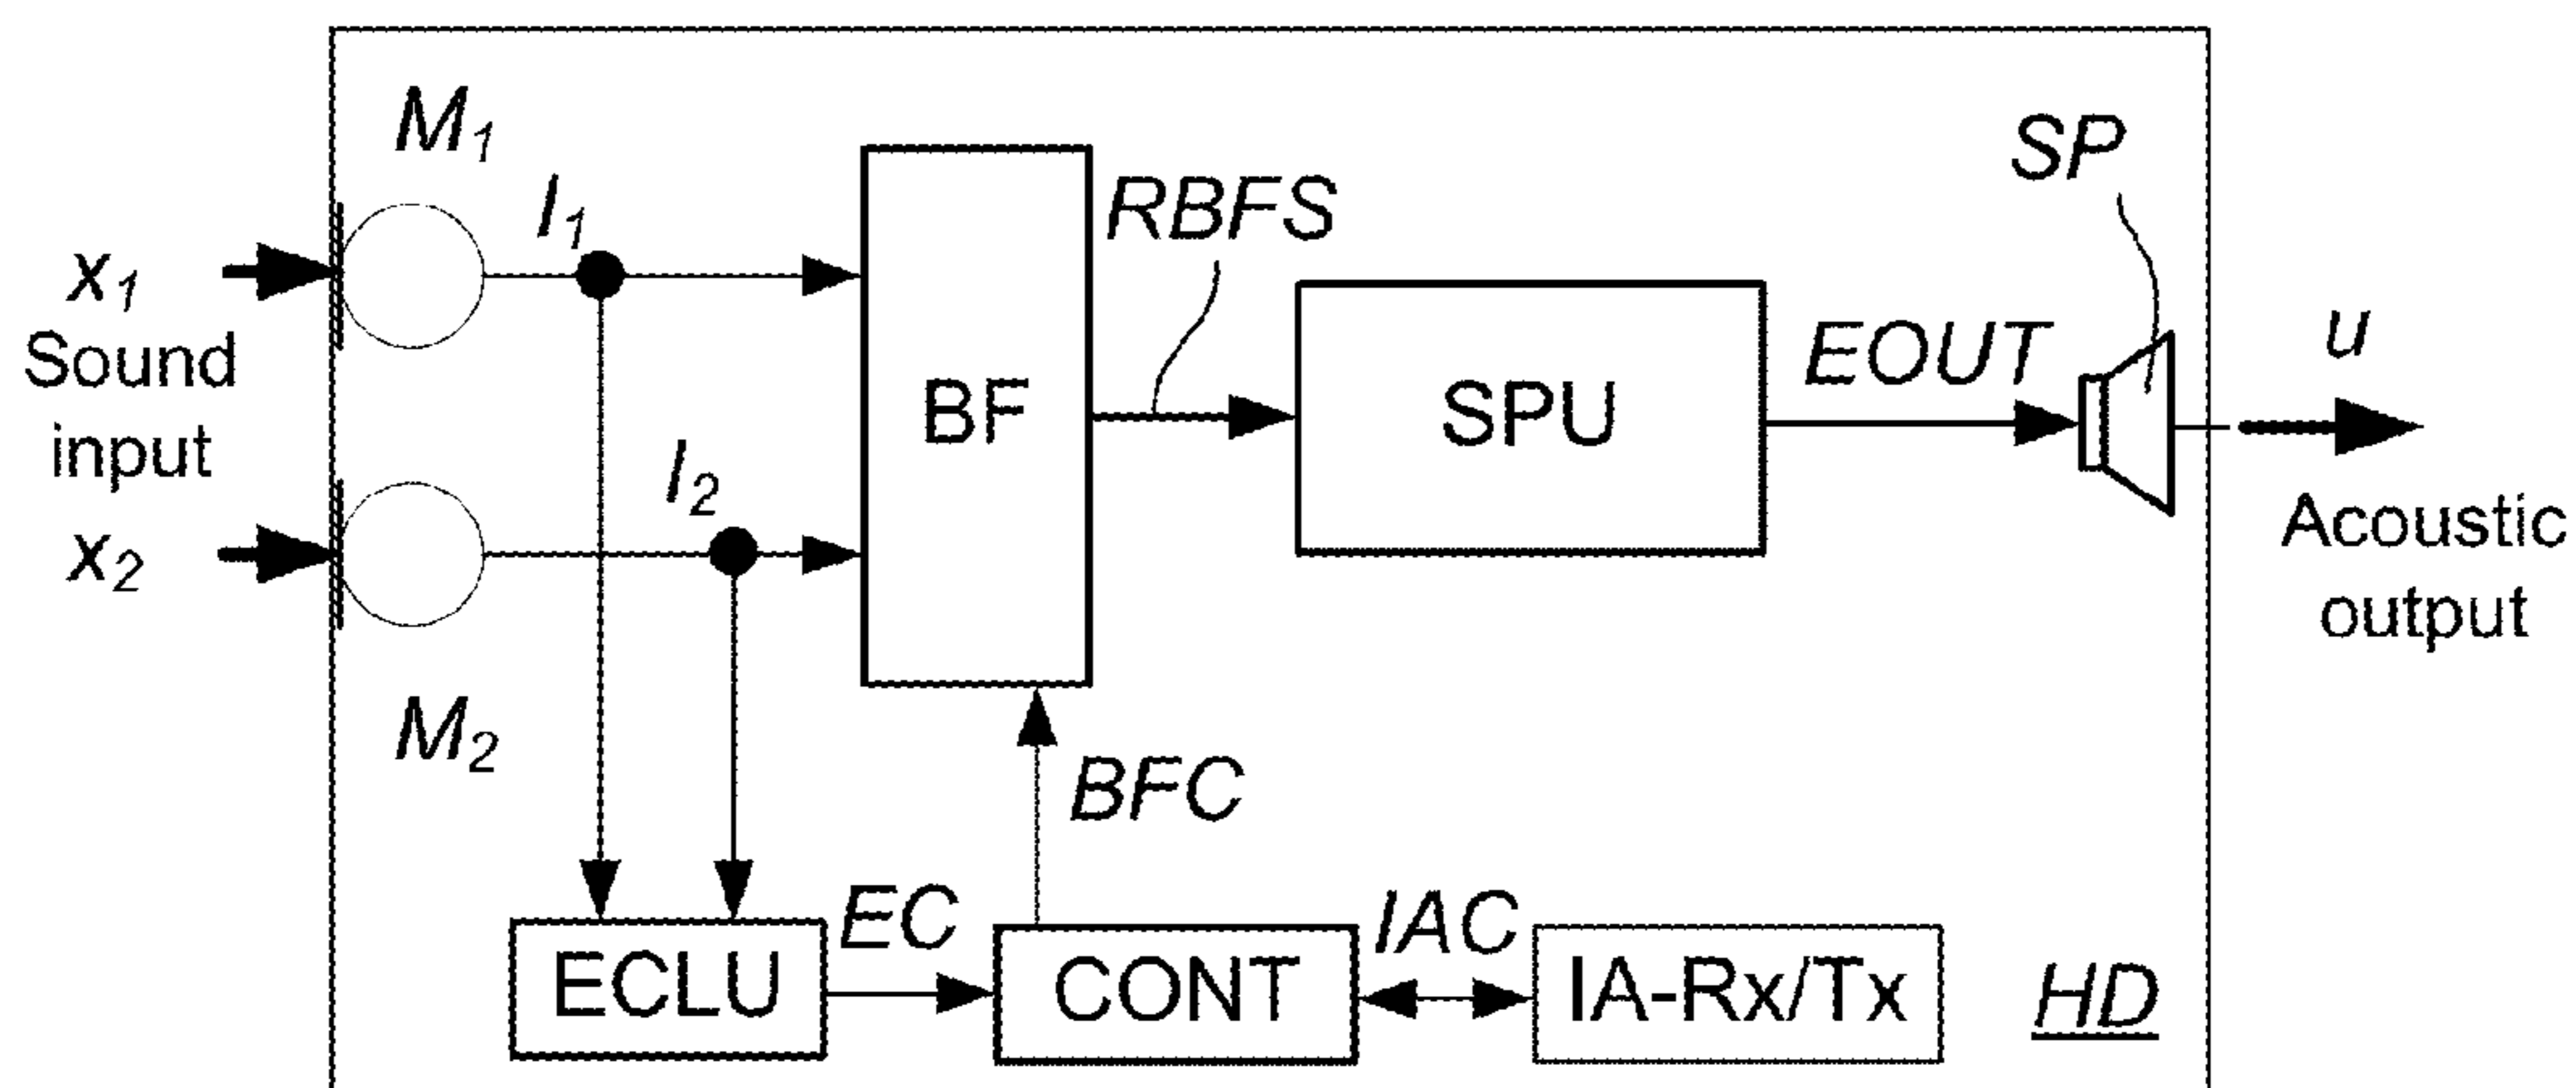 M₁
SP
I₁
RBFS
x₁
Sound
input
x₂
BF
SPU
EOUT
u
Acoustic
output
I₂
M₂
BFC
ECLU
EC
CONT
IAC
IA-Rx/Tx
HD